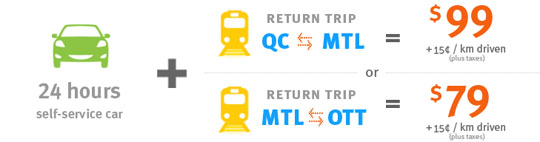 24 hours
self-service car
+
RETURN TRIP
QC ⇆ MTL
=
$99
+15¢ / km driven
(plus taxes)
or
RETURN TRIP
MTL ⇆ OTT
=
$79
+15¢ / km driven
(plus taxes)